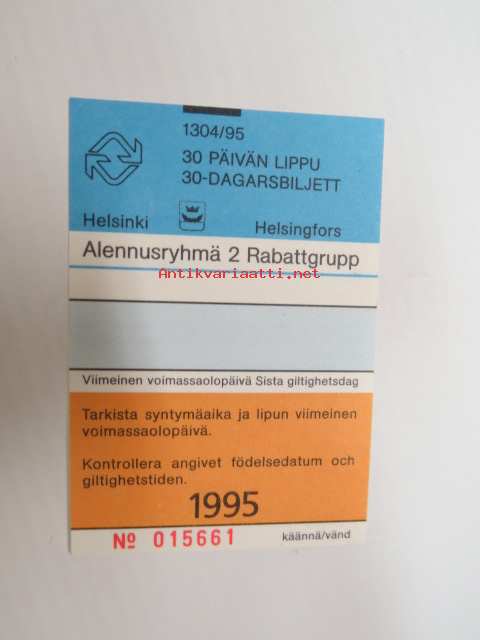 1304/95
30 PÄIVÄN LIPPU
30-DAGARSBILJETT
Helsinki Helsingfors
Alennusryhmä 2 Rabattgrupp
Antikvariaatti.net
Viimeinen voimassaolopäivä Sista giltighetsdag
Tarkista syntymäaika ja lipun viimeinen
voimassaolopäivä.
Kontrollera angivet födelsedatum och
giltighetstiden.
1995
Nº 015661 käännä/vänd